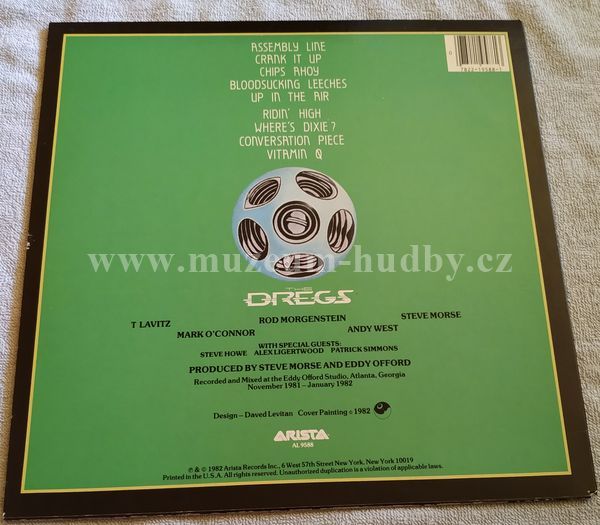 ASSEMBLY LINE
CRANK IT UP
CHIPS AHOY
BLOODSUCKING LEECHES
UP IN THE AIR
RIDIN' HIGH
WHERE'S DIXIE?
CONVERSATION PIECE
VITAMIN Q
0
7822-19588-1
www.muzeum-hudby.cz
THE
DREGS
T LAVITZ ROD MORGENSTEIN STEVE MORSE
MARK O'CONNOR ANDY WEST
WITH SPECIAL GUESTS:
STEVE HOWE ALEX LIGERTWOOD PATRICK SIMMONS
PRODUCED BY STEVE MORSE AND EDDY OFFORD
Recorded and Mixed at the Eddy Offord Studio, Atlanta, Georgia
November 1981 – January 1982
Design – Daved Levitan Cover Painting © 1982
ARISTA
AL 9588
℗ & © 1982 Arista Records Inc., 6 West 57th Street New York, New York 10019
Printed in the U.S.A. All rights reserved. Unauthorized duplication is a violation of applicable laws.